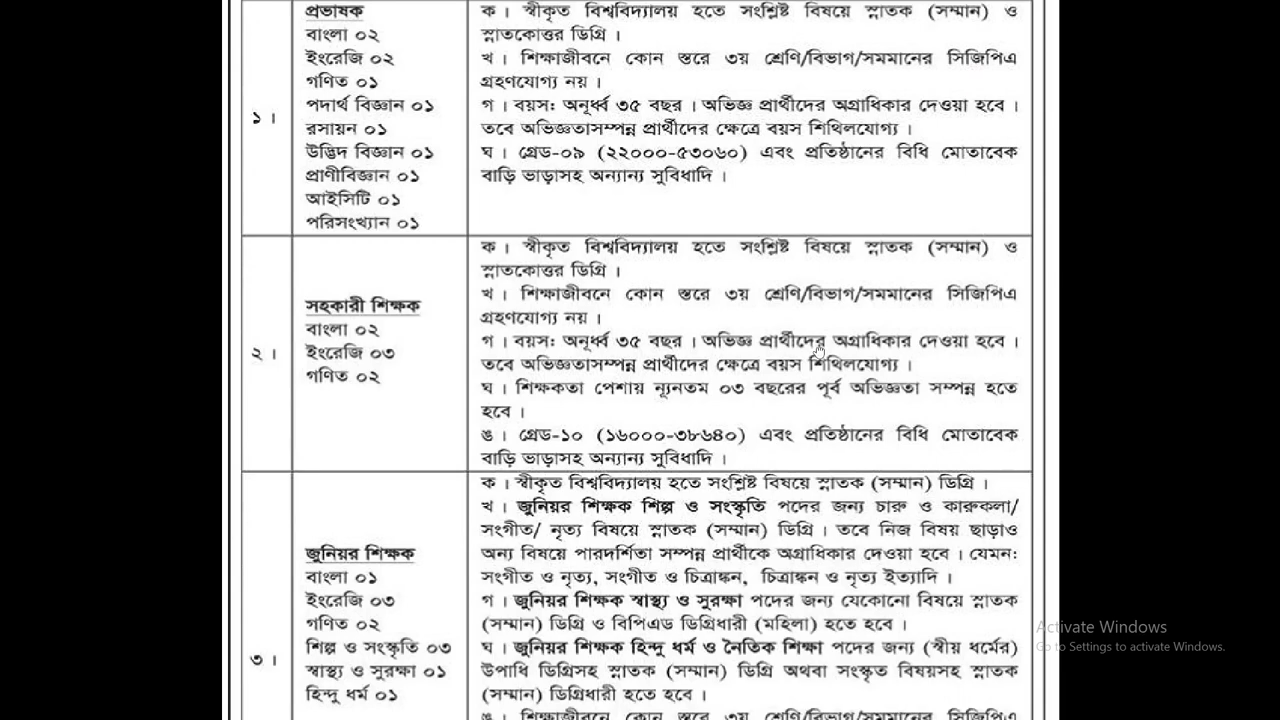 প্রভাষক
বাংলা ০২
ইংরেজি ০২
গণিত ০১
পদার্থ বিজ্ঞান ০১
রসায়ন ০১
উদ্ভিদ বিজ্ঞান ০১
প্রাণীবিজ্ঞান ০১
আইসিটি ০১
পরিসংখ্যান ০১
১।
ক। স্বীকৃত বিশ্ববিদ্যালয় হতে সংশ্লিষ্ট বিষয়ে স্নাতক (সম্মান) ও
স্নাতকোত্তর ডিগ্রি।
খ। শিক্ষাজীবনে কোন স্তরে ৩য় শ্রেণি/বিভাগ/সমমানের সিজিপিএ
গ্রহণযোগ্য নয়।
গ। বয়সঃ অনূর্ধ্ব ৩৫ বছর। অভিজ্ঞ প্রার্থীদের অগ্রাধিকার দেওয়া হবে।
তবে অভিজ্ঞতাসম্পন্ন প্রার্থীদের ক্ষেত্রে বয়স শিথিলযোগ্য।
ঘ। গ্রেড-০৯ (২২০০০-৫৩০৬০) এবং প্রতিষ্ঠানের বিধি মোতাবেক
বাড়ি ভাড়াসহ অন্যান্য সুবিধাদি।
২।
সহকারী শিক্ষক
বাংলা ০২
ইংরেজি ০৩
গণিত ০২
ক। স্বীকৃত বিশ্ববিদ্যালয় হতে সংশ্লিষ্ট বিষয়ে স্নাতক (সম্মান) ও
স্নাতকোত্তর ডিগ্রি।
খ। শিক্ষাজীবনে কোন স্তরে ৩য় শ্রেণি/বিভাগ/সমমানের সিজিপিএ
গ্রহণযোগ্য নয়।
গ। বয়সঃ অনূর্ধ্ব ৩৫ বছর। অভিজ্ঞ প্রার্থীদের অগ্রাধিকার দেওয়া হবে।
তবে অভিজ্ঞতাসম্পন্ন প্রার্থীদের ক্ষেত্রে বয়স শিথিলযোগ্য।
ঘ। শিক্ষকতা পেশায় ন্যূনতম ০৩ বছরের পূর্ব অভিজ্ঞতা সম্পন্ন হতে
হবে।
ঙ। গ্রেড-১০ (১৬০০০-৩৮৬৪০) এবং প্রতিষ্ঠানের বিধি মোতাবেক
বাড়ি ভাড়াসহ অন্যান্য সুবিধাদি।
৩।
জুনিয়র শিক্ষক
বাংলা ০১
ইংরেজি ০৩
গণিত ০২
শিল্প ও সংস্কৃতি ০৩
স্বাস্থ্য ও সুরক্ষা ০১
হিন্দু ধর্ম ০১
ক। স্বীকৃত বিশ্ববিদ্যালয় হতে সংশ্লিষ্ট বিষয়ে স্নাতক (সম্মান) ডিগ্রি।
খ। জুনিয়র শিক্ষক শিল্প ও সংস্কৃতি পদের জন্য চারু ও কারুকলা/
সংগীত/ নৃত্য বিষয়ে স্নাতক (সম্মান) ডিগ্রি। তবে নিজ বিষয় ছাড়াও
অন্য বিষয়ে পারদর্শিতা সম্পন্ন প্রার্থীকে অগ্রাধিকার দেওয়া হবে। যেমনঃ
সংগীত ও নৃত্য, সংগীত ও চিত্রাঙ্কন, চিত্রাঙ্কন ও নৃত্য ইত্যাদি।
গ। জুনিয়র শিক্ষক স্বাস্থ্য ও সুরক্ষা পদের জন্য যেকোনো বিষয়ে স্নাতক
(সম্মান) ডিগ্রি ও বিপিএড ডিগ্রিধারী (মহিলা) হতে হবে।
ঘ। জুনিয়র শিক্ষক হিন্দু ধর্ম ও নৈতিক শিক্ষা পদের জন্য (স্বীয় ধর্মের)
উপাধি ডিগ্রিসহ স্নাতক (সম্মান) ডিগ্রি অথবা সংস্কৃত বিষয়সহ স্নাতক
(সম্মান) ডিগ্রিধারী হতে হবে।
ঙ। শিক্ষাজীবনে কোন স্তরে ৩য় শ্রেণি/বিভাগ/সমমানের সিজিপিএ
Activate Windows
Go to Settings to activate Windows.